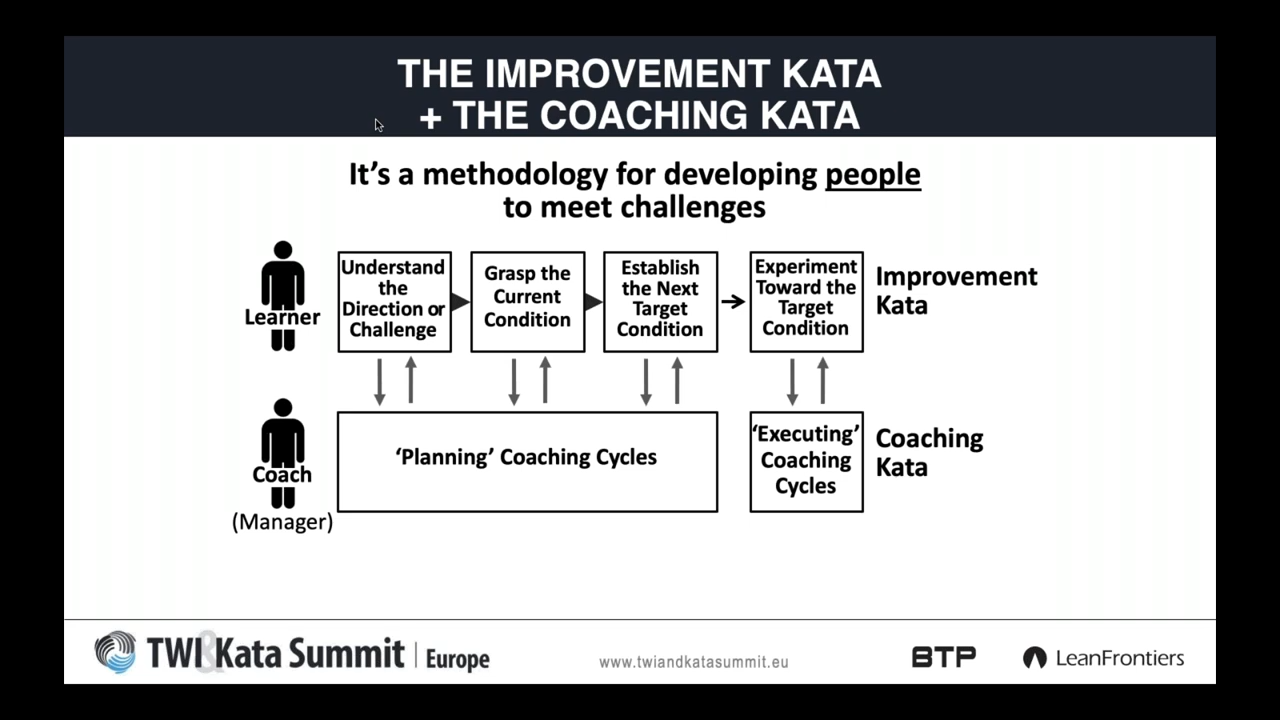 THE IMPROVEMENT KATA
+ THE COACHING KATA
It's a methodology for developing people
to meet challenges
Learner
Understand
the
Direction or
Challenge
Grasp the
Current
Condition
Establish
the Next
Target
Condition
Experiment
Toward the
Target
Condition
Improvement
Kata
Coach
(Manager)
‘Planning’ Coaching Cycles
‘Executing’
Coaching
Cycles
Coaching
Kata
TWI&Kata Summit | Europe
www.twiandkatasummit.eu
BTP
LeanFrontiers